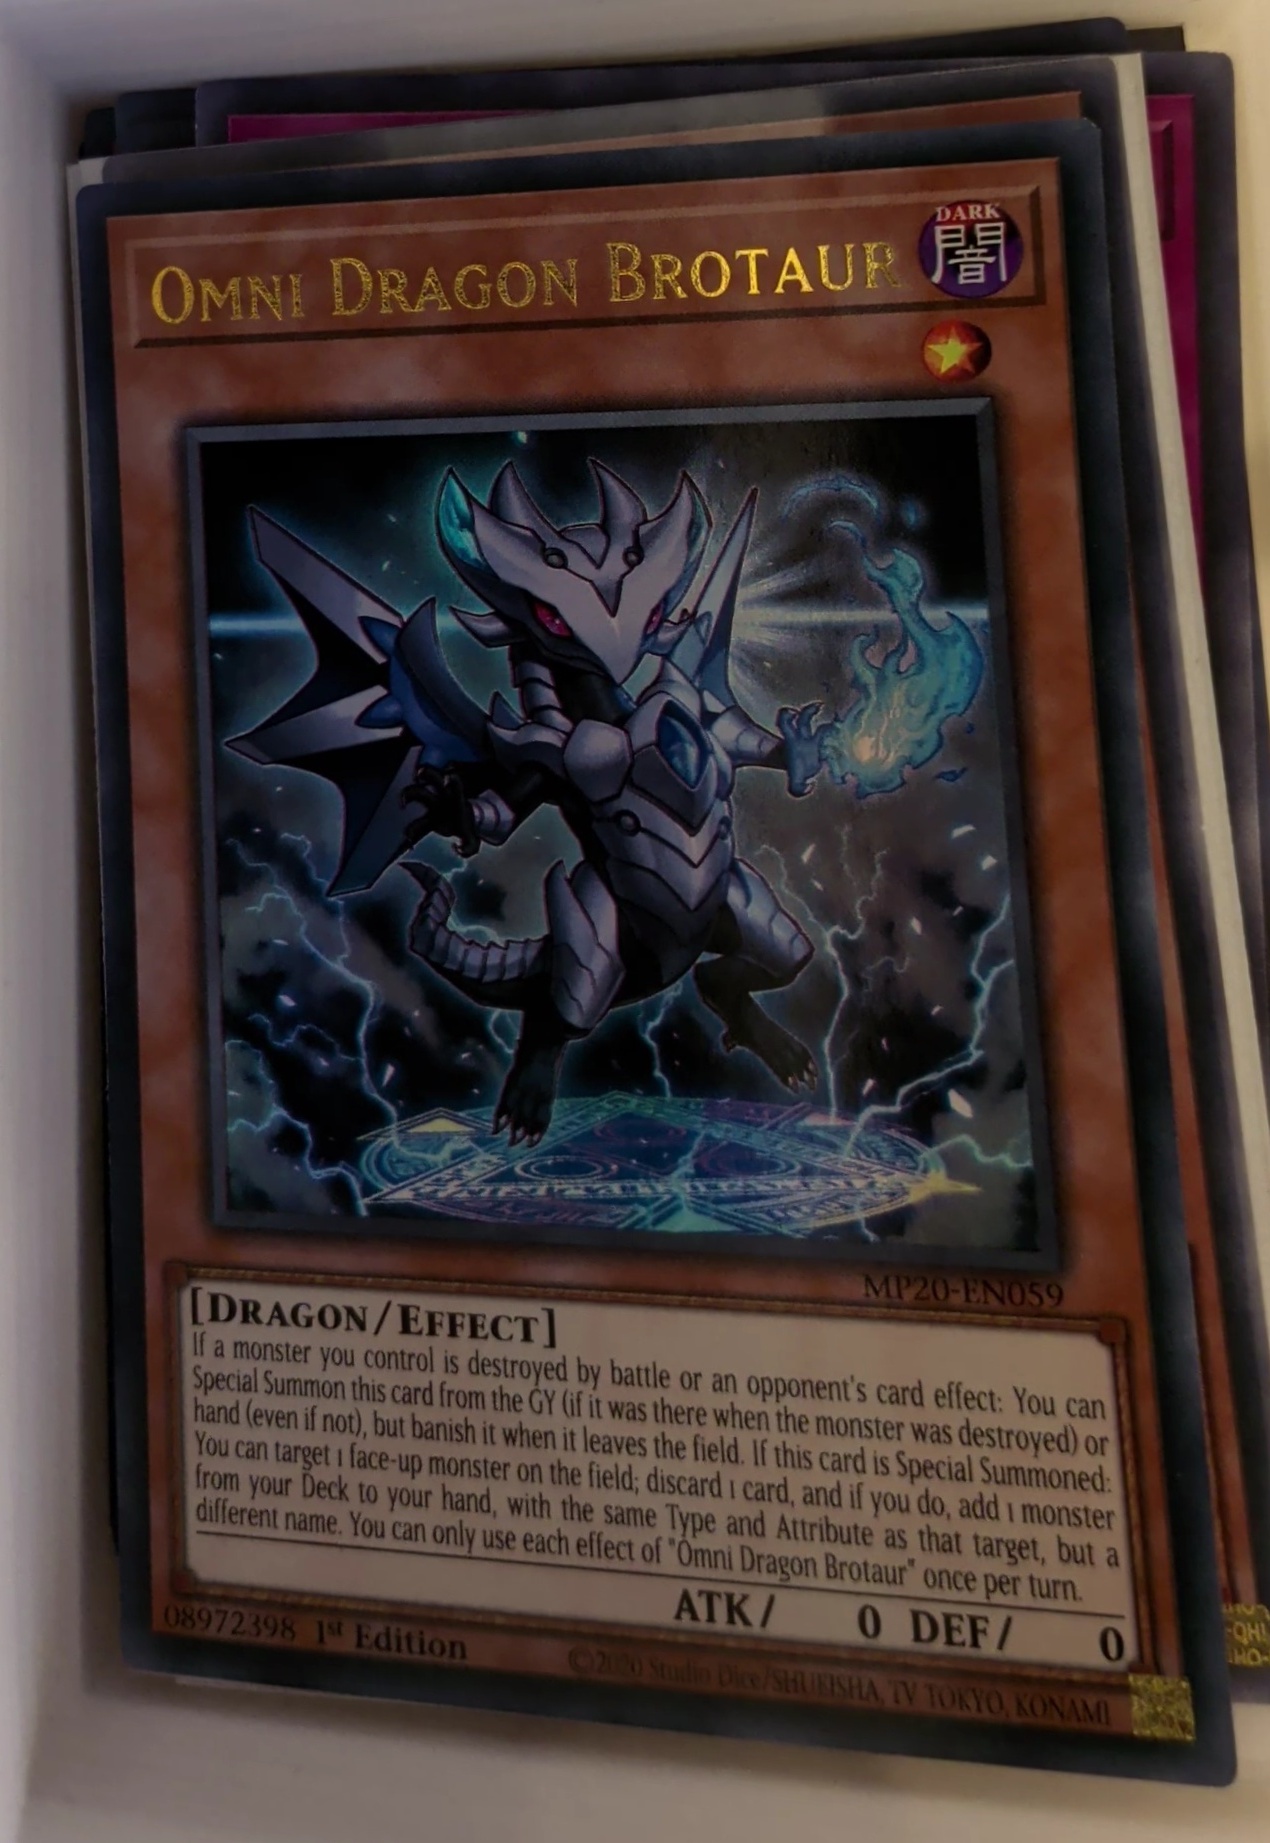 OMNI DRAGON BROTAUR
DARK
闇
MP20-EN059
[DRAGON/EFFECT]
If a monster you control is destroyed by battle or an opponent's card effect: You can
Special Summon this card from the GY (if it was there when the monster was destroyed) or
hand (even if not), but banish it when it leaves the field. If this card is Special Summoned:
You can target 1 face-up monster on the field; discard 1 card, and if you do, add 1 monster
from your Deck to your hand, with the same Type and Attribute as that target, but a
different name. You can only use each effect of "Omni Dragon Brotaur" once per turn.
ATK/ 0 DEF/ 0
08972398 1st Edition
©2020 Studio Dice/SHUEISHA, TV TOKYO, KONAMI